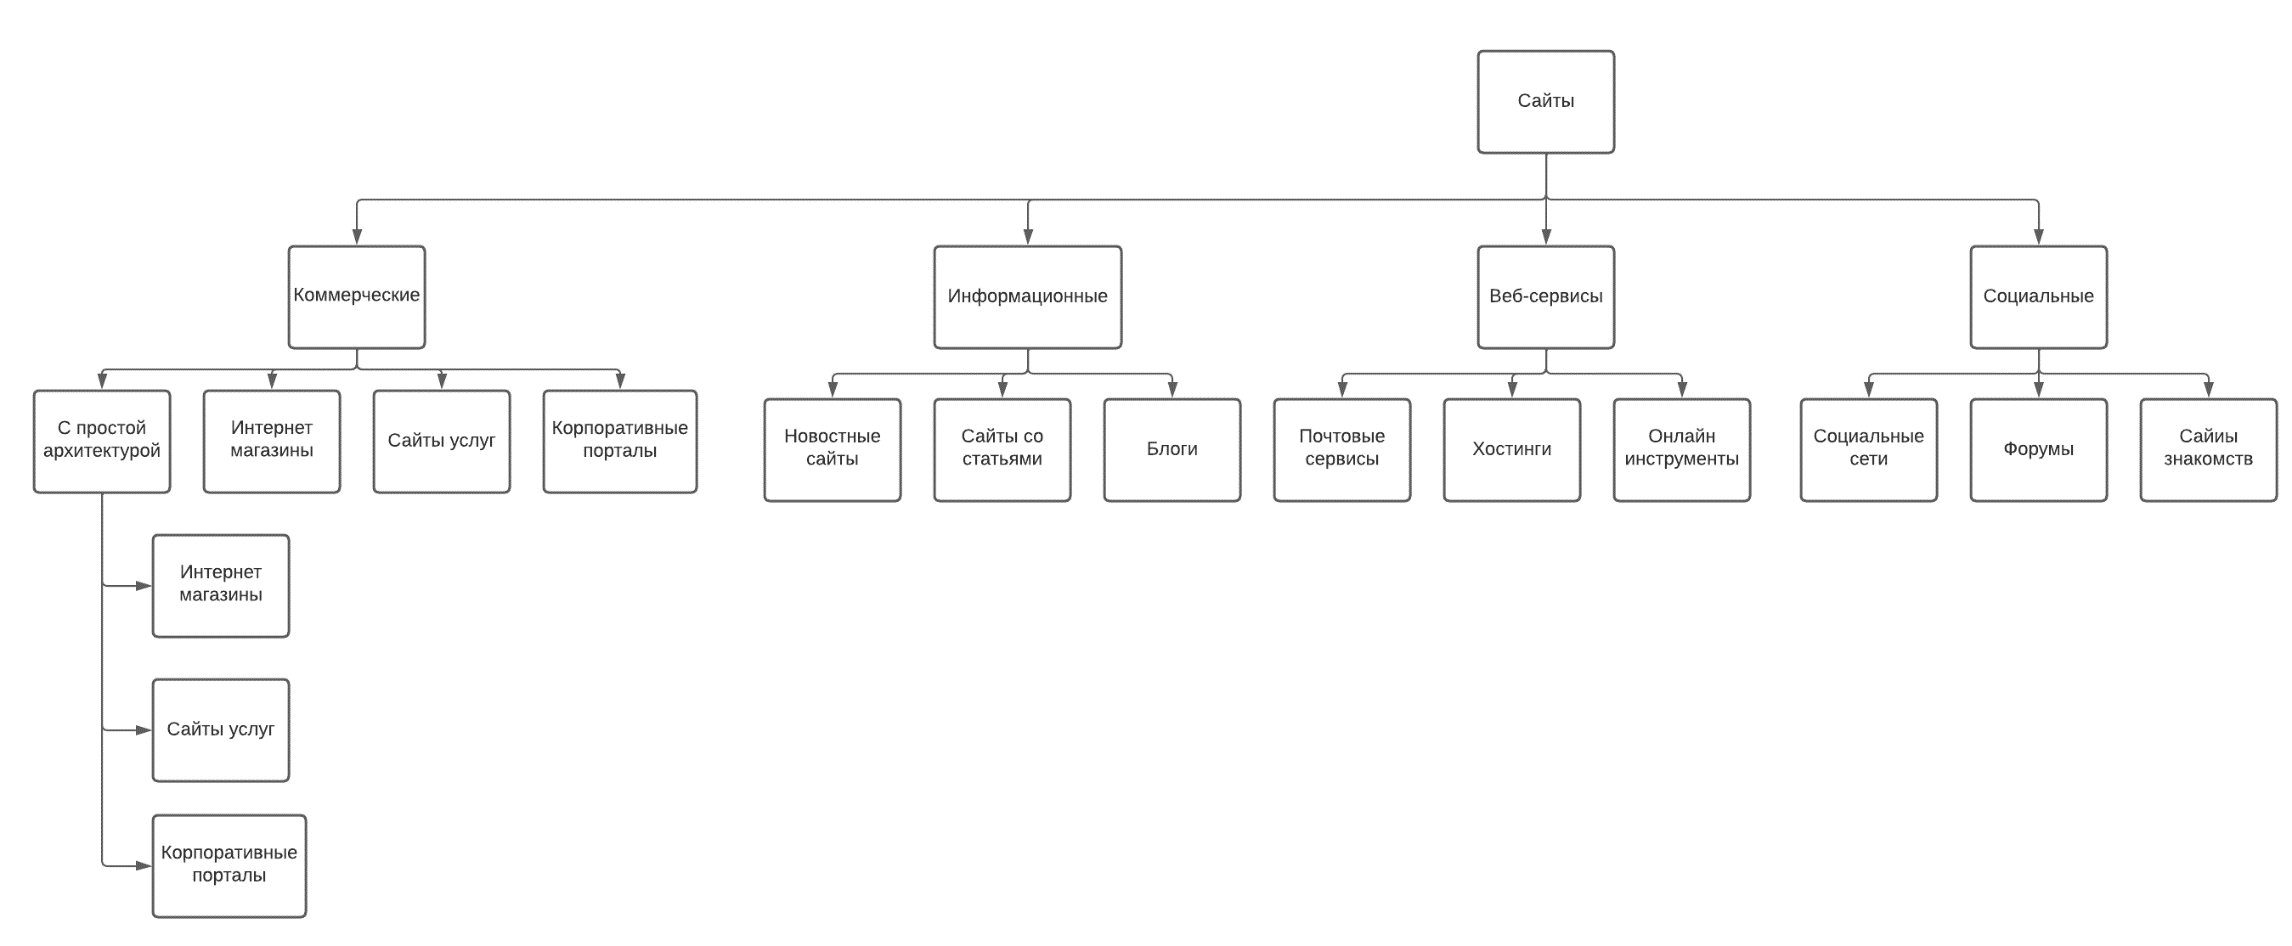 Сайты
Коммерческие
Информационные
Веб-сервисы
Социальные
С простой
архитектурой
Интернет
магазины
Сайты услуг
Корпоративные
порталы
Новостные
сайты
Сайты со
статьями
Блоги
Почтовые
сервисы
Хостинги
Онлайн
инструменты
Социальные
сети
Форумы
Сайиы
знакомств
Интернет
магазины
Сайты услуг
Корпоративные
порталы